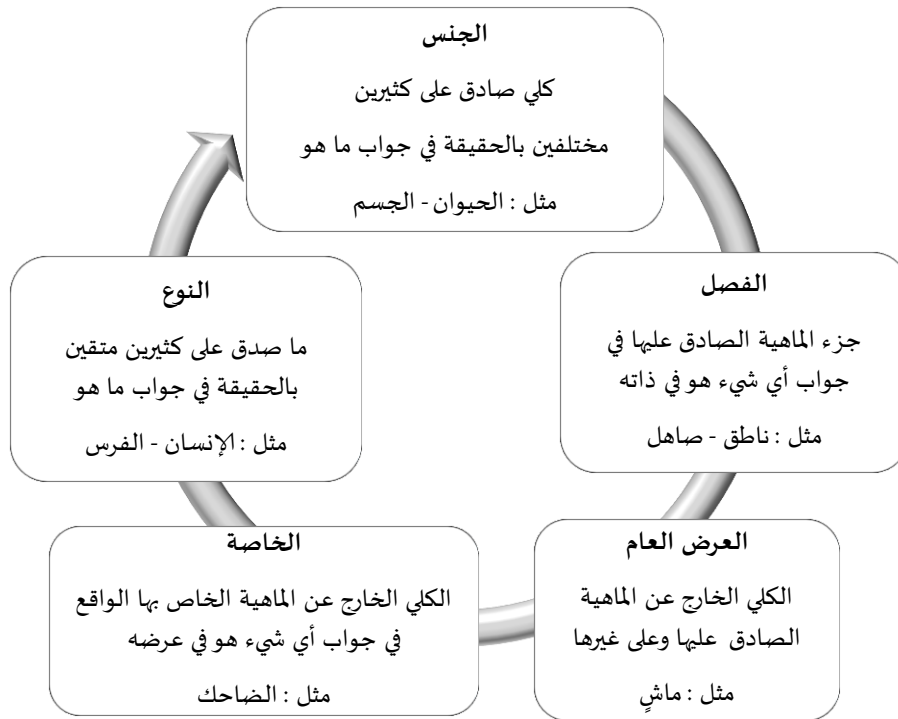 الجنس
كلي صادق على كثيرين
مختلفين بالحقيقة في جواب ما هو
مثل : الحيوان - الجسم
الفصل
جزء الماهية الصادق عليها في
جواب أي شيء هو في ذاته
مثل : ناطق - صاهل
العرض العام
الكلي الخارج عن الماهية
الصادق عليها وعلى غيرها
مثل : ماشٍ
الخاصة
الكلي الخارج عن الماهية الخاص بها الواقع
في جواب أي شيء هو في عرضه
مثل : الضاحك
النوع
ما صدق على كثيرين متقين
بالحقيقة في جواب ما هو
مثل : الإنسان - الفرس